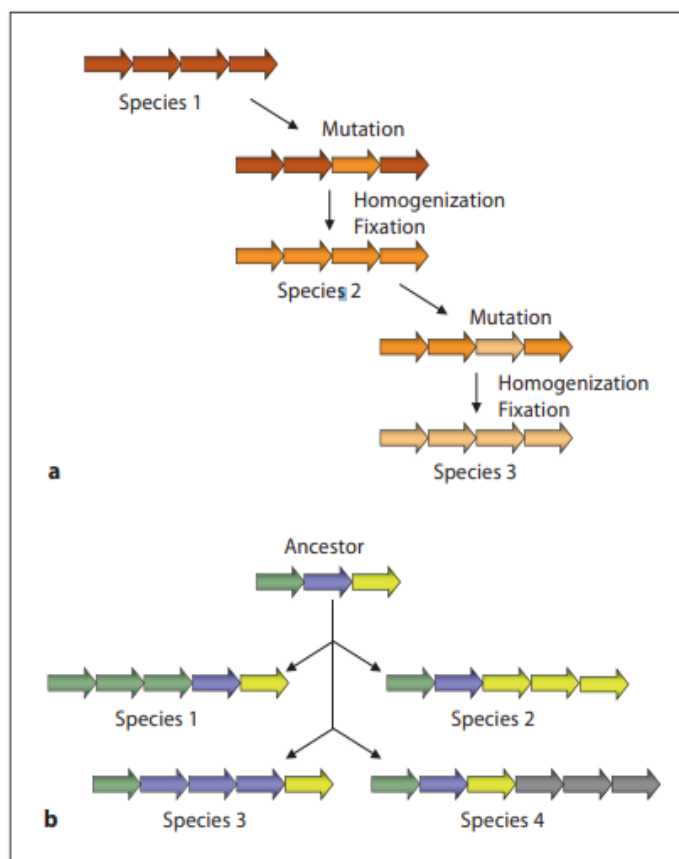 Species 1
Mutation
Homogenization
Fixation
Species 2
Mutation
Homogenization
Fixation
Species 3
a
Ancestor
Species 1
Species 2
Species 3
Species 4
b